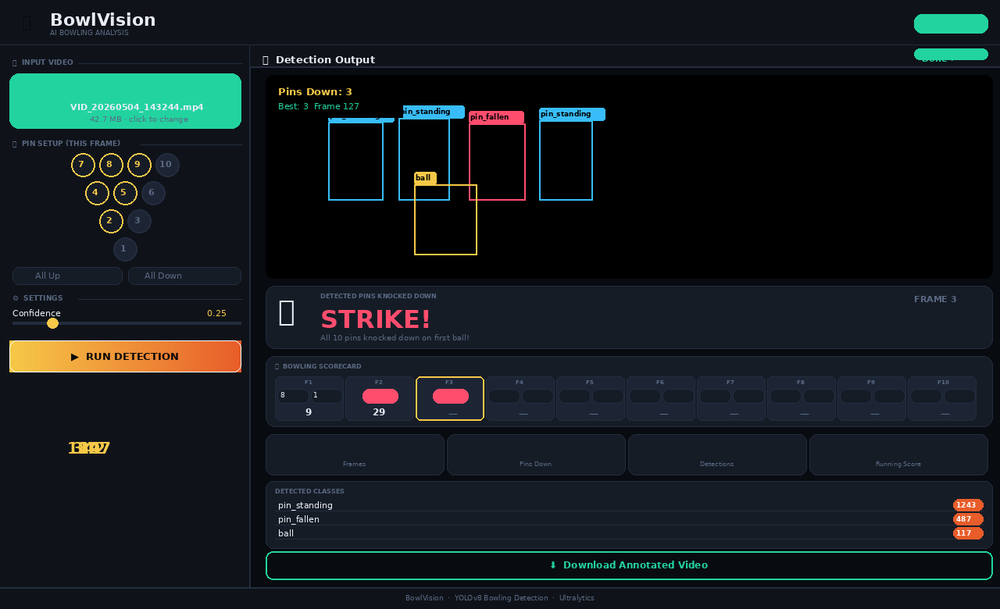 BowlVision
AI BOWLING ANALYSIS
INPUT VIDEO
VID_20260504_143244.mp4
42.7 MB · click to change
PIN SETUP (THIS FRAME)
7 8 9 10
4 5 6
2 3
1
All Up All Down
⚙ SETTINGS
Confidence 0.25
▶ RUN DETECTION
Detection Output
Pins Down: 3
Best: 3 Frame 127
pin_standing
pin_fallen
pin_standing
ball
DETECTED PINS KNOCKED DOWN
STRIKE!
All 10 pins knocked down on first ball!
FRAME 3
BOWLING SCORECARD
F1 F2 F3 F4 F5 F6 F7 F8 F9 F10
8 1
9 29 — — — — — — — —
Frames Pins Down Detections Running Score
DETECTED CLASSES
pin_standing 1243
pin_fallen 487
ball 117
⬇ Download Annotated Video
BowlVision · YOLOv8 Bowling Detection · Ultralytics